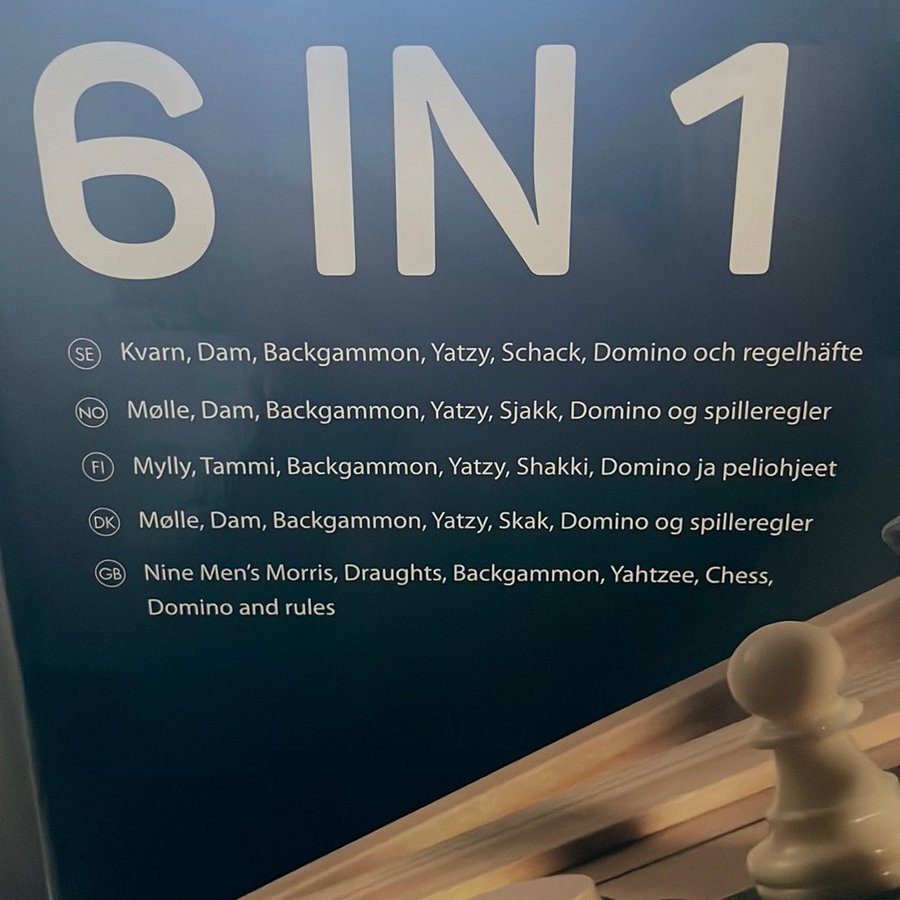 6 IN 1
SE Kvarn, Dam, Backgammon, Yatzy, Schack, Domino och regelhäfte
NO Mølle, Dam, Backgammon, Yatzy, Sjakk, Domino og spilleregler
FI Mylly, Tammi, Backgammon, Yatzy, Shakki, Domino ja peliohjeet
DK Mølle, Dam, Backgammon, Yatzy, Skak, Domino og spilleregler
GB Nine Men's Morris, Draughts, Backgammon, Yahtzee, Chess,
Domino and rules